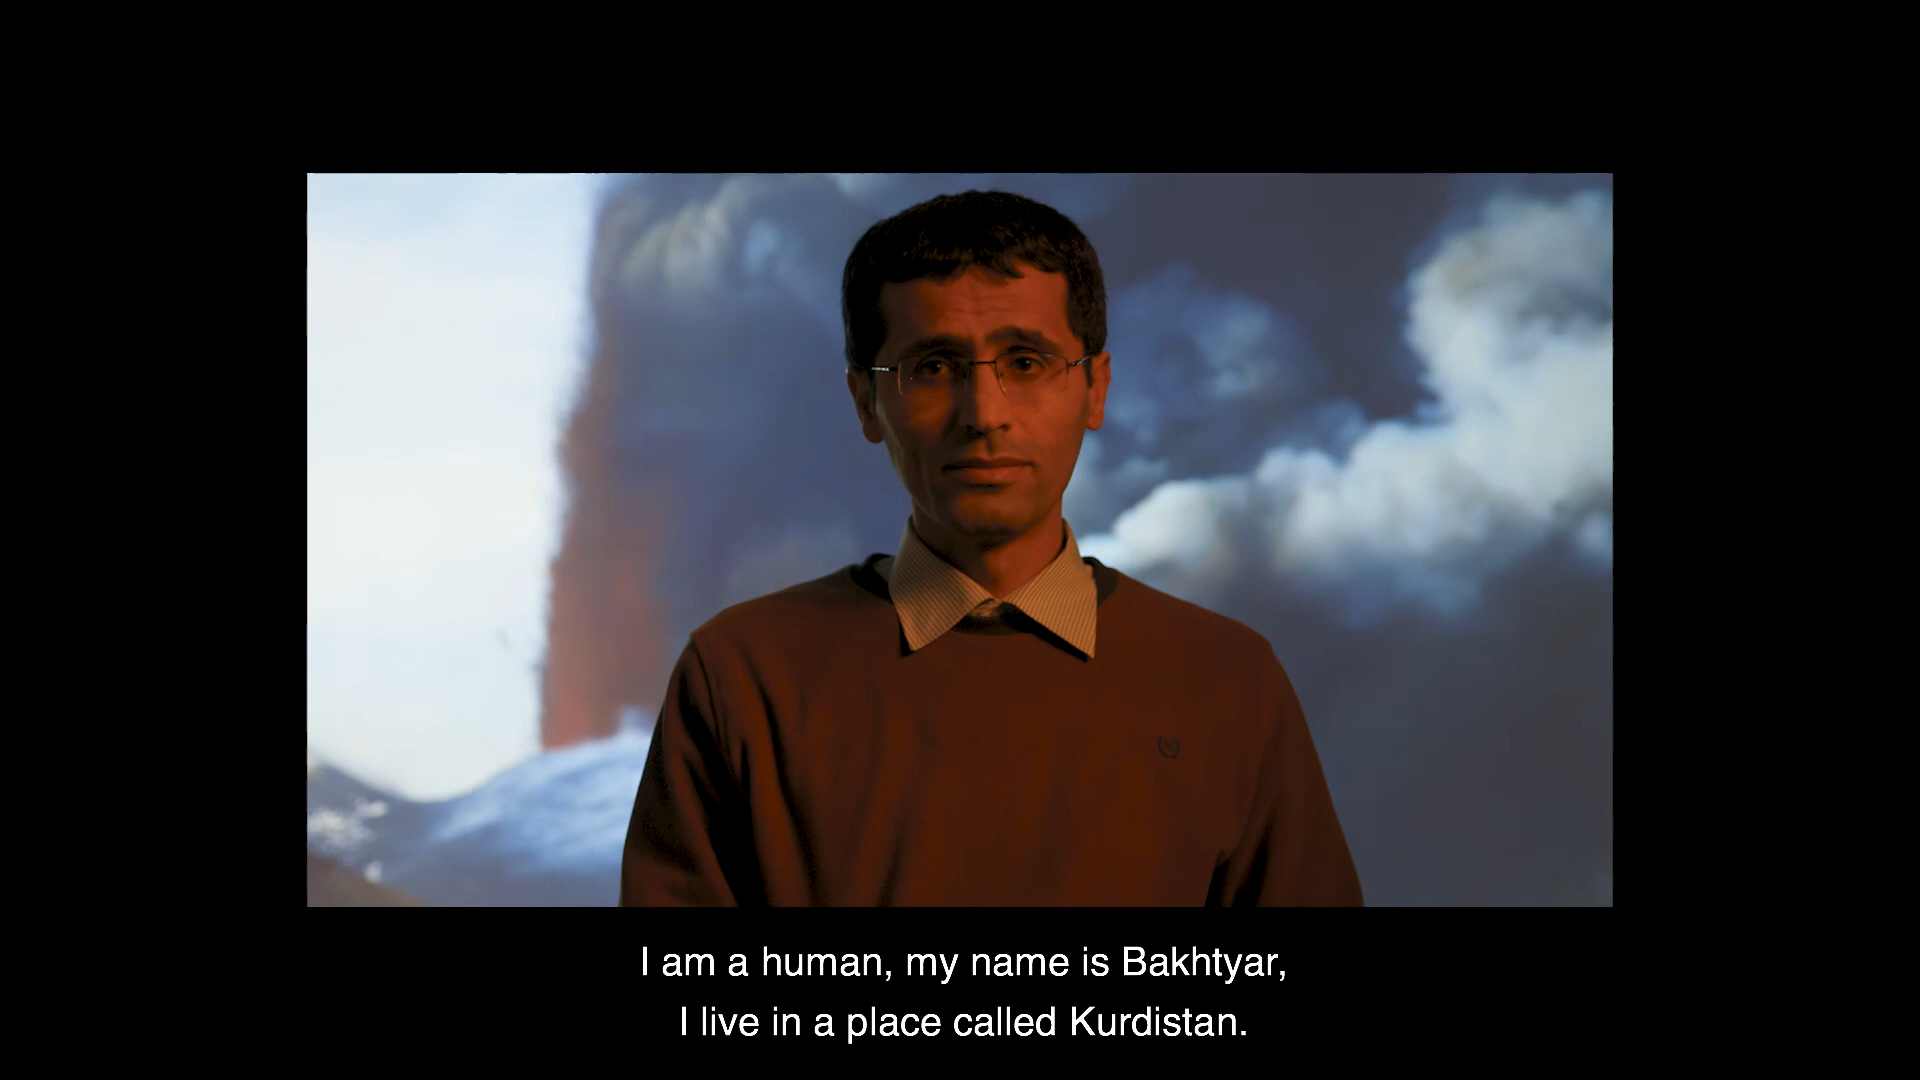 I am a human, my name is Bakhtyar,
I live in a place called Kurdistan.